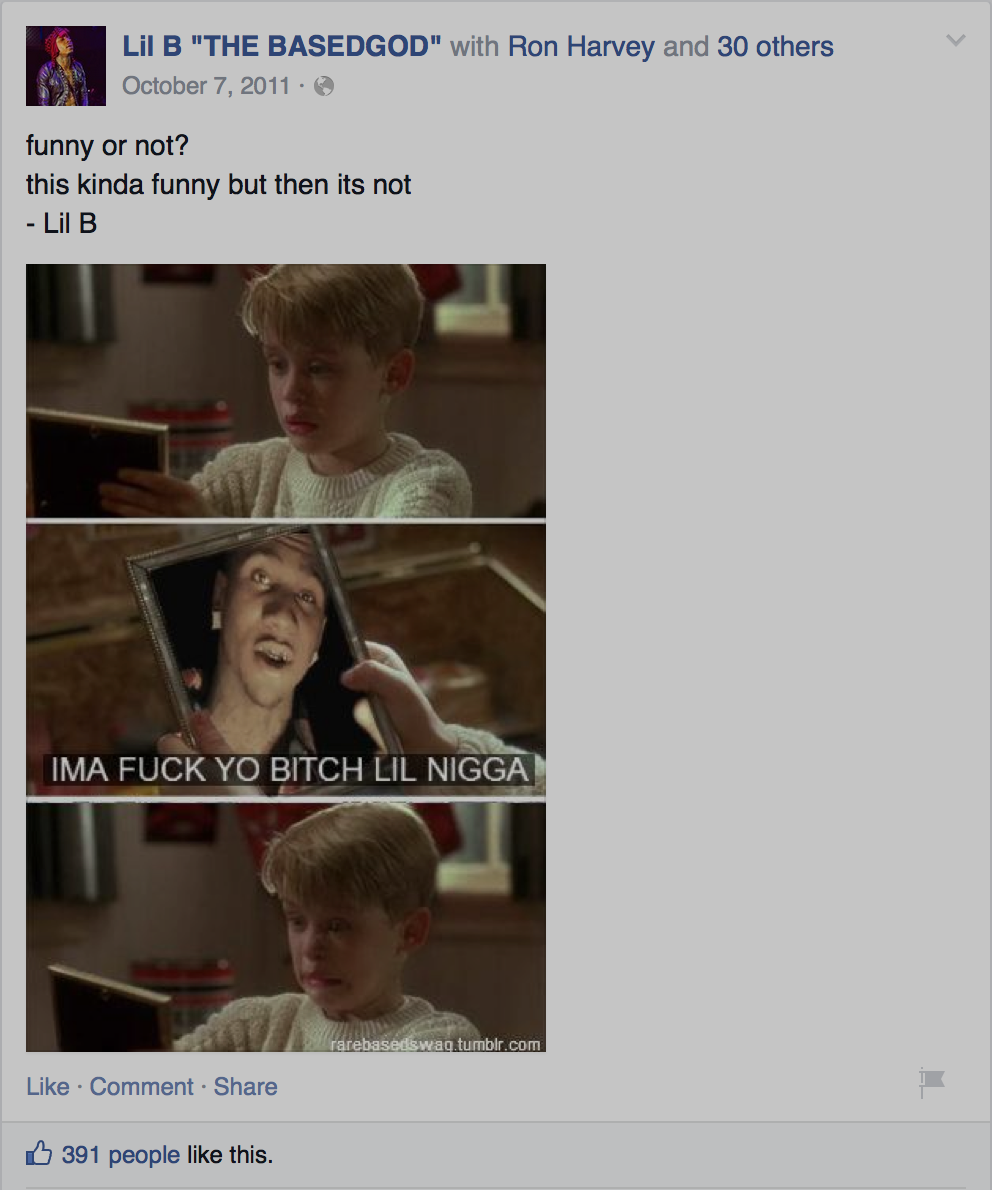 Lil B "THE BASEDGOD" with Ron Harvey and 30 others
October 7, 2011 ·
funny or not?
this kinda funny but then its not
- Lil B
IMA FUCK YO BITCH LIL NIGGA
rarebasedswag.tumblr.com
Like · Comment · Share
391 people like this.